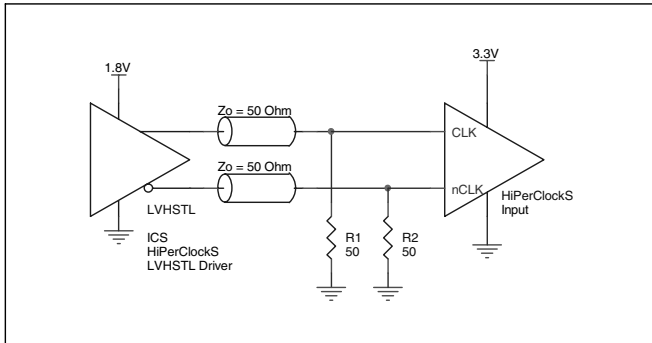 1.8V
3.3V
Zo = 50 Ohm
CLK
Zo = 50 Ohm
nCLK
LVHSTL
HiPerClockS
Input
ICS
HiPerClockS
LVHSTL Driver
R1
50
R2
50